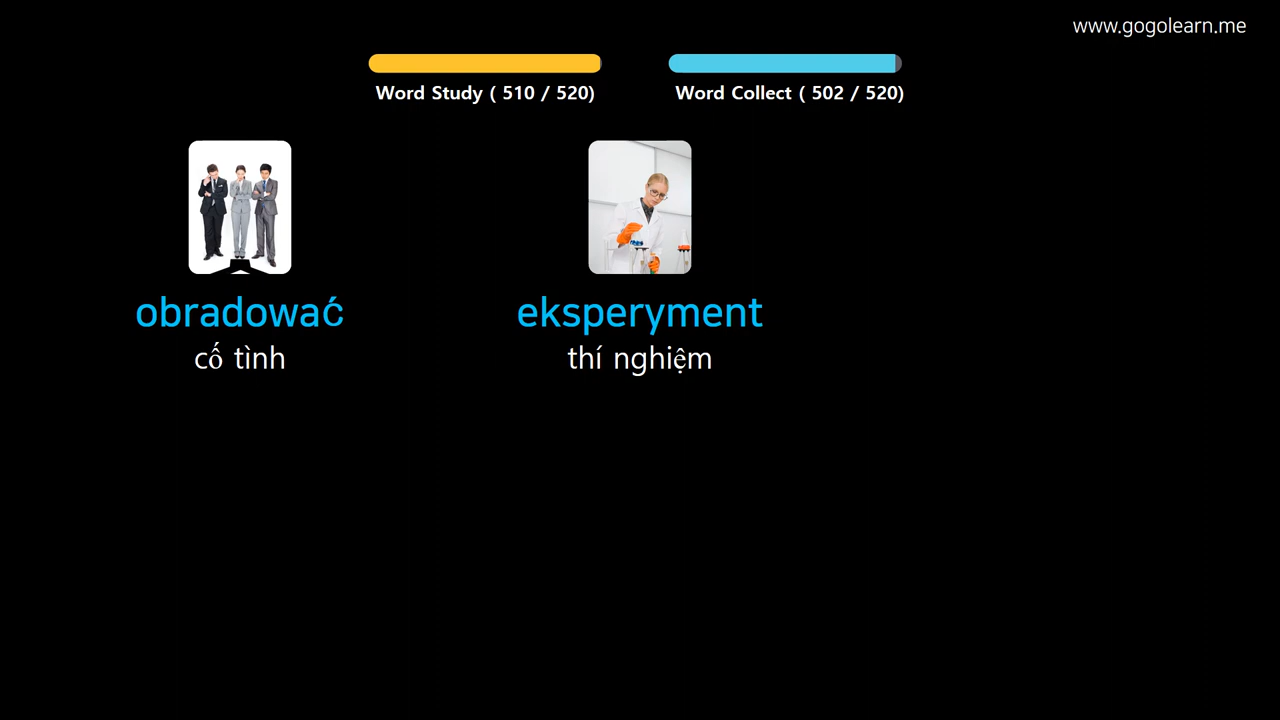 www.gogolearn.me
Word Study ( 510 / 520)
Word Collect ( 502 / 520)
obradować
cố tình
eksperyment
thí nghiệm